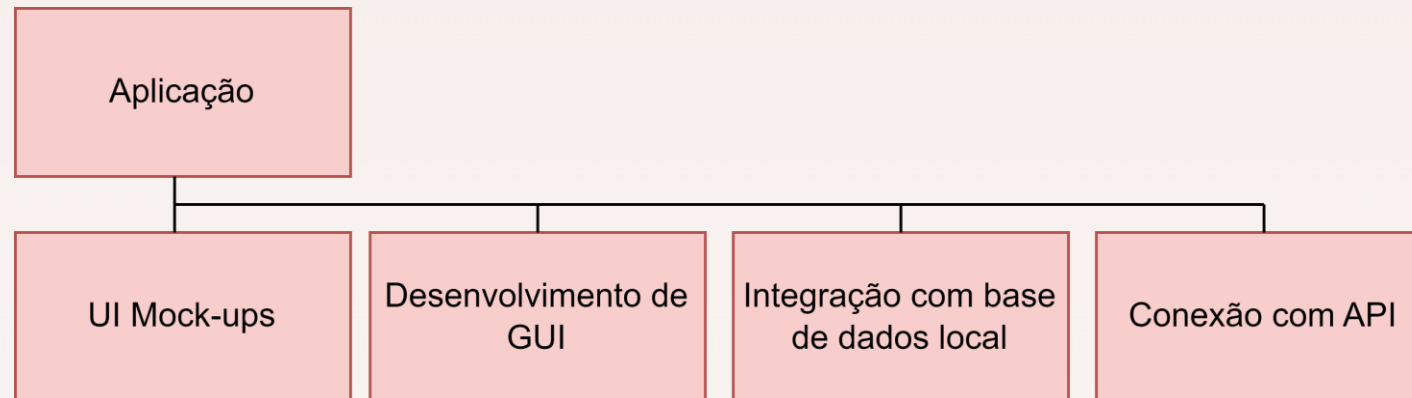 Aplicação
UI Mock-ups
Desenvolvimento de
GUI
Integração com base
de dados local
Conexão com API